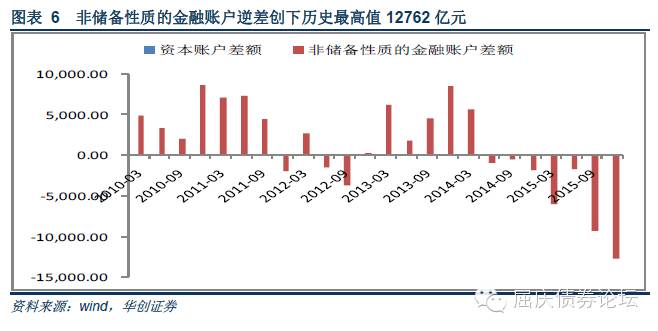 图表 6 非储备性质的金融账户逆差创下历史最高值 12762 亿元
资本账户差额 非储备性质的金融账户差额
10,000.00
5,000.00
0.00
-5,000.00
-10,000.00
-15,000.00
2010-03 2010-09 2011-03 2011-09 2012-03 2012-09 2013-03 2013-09 2014-03 2014-09 2015-03 2015-09
资料来源：wind，华创证券
屈庆债券论坛